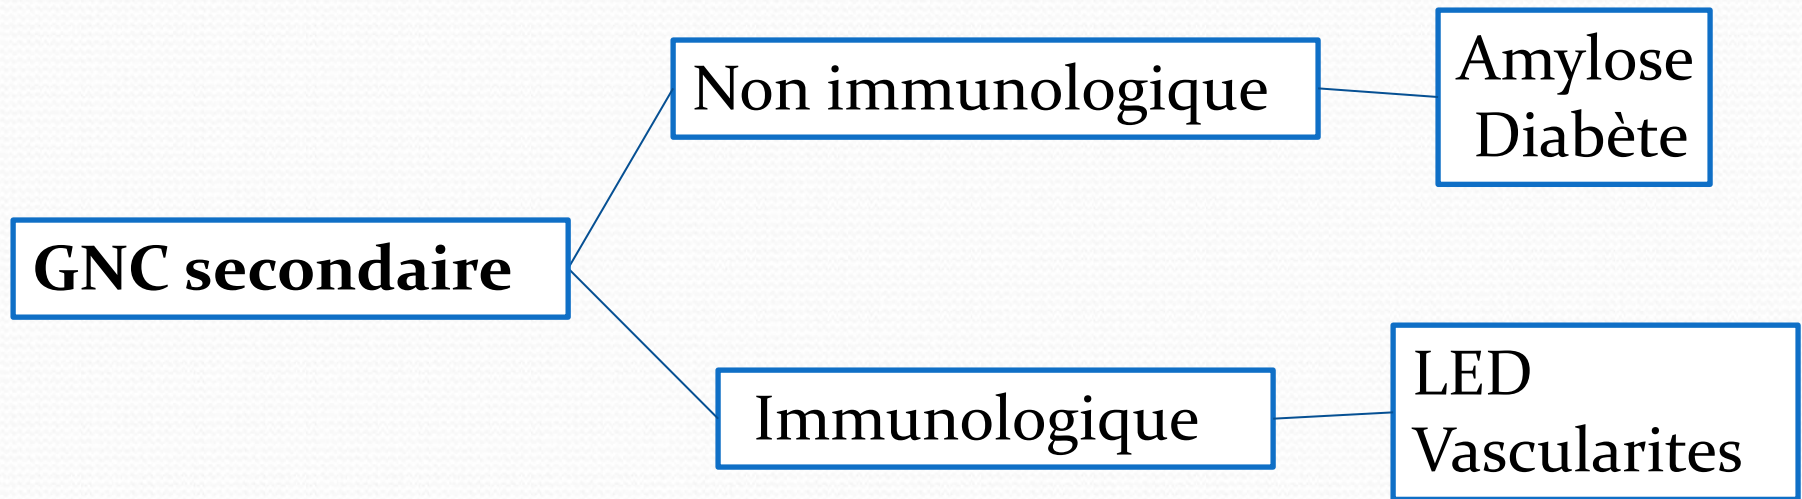 Non immunologique
Amylose
Diabète
GNC secondaire
Immunologique
LED
Vascularites